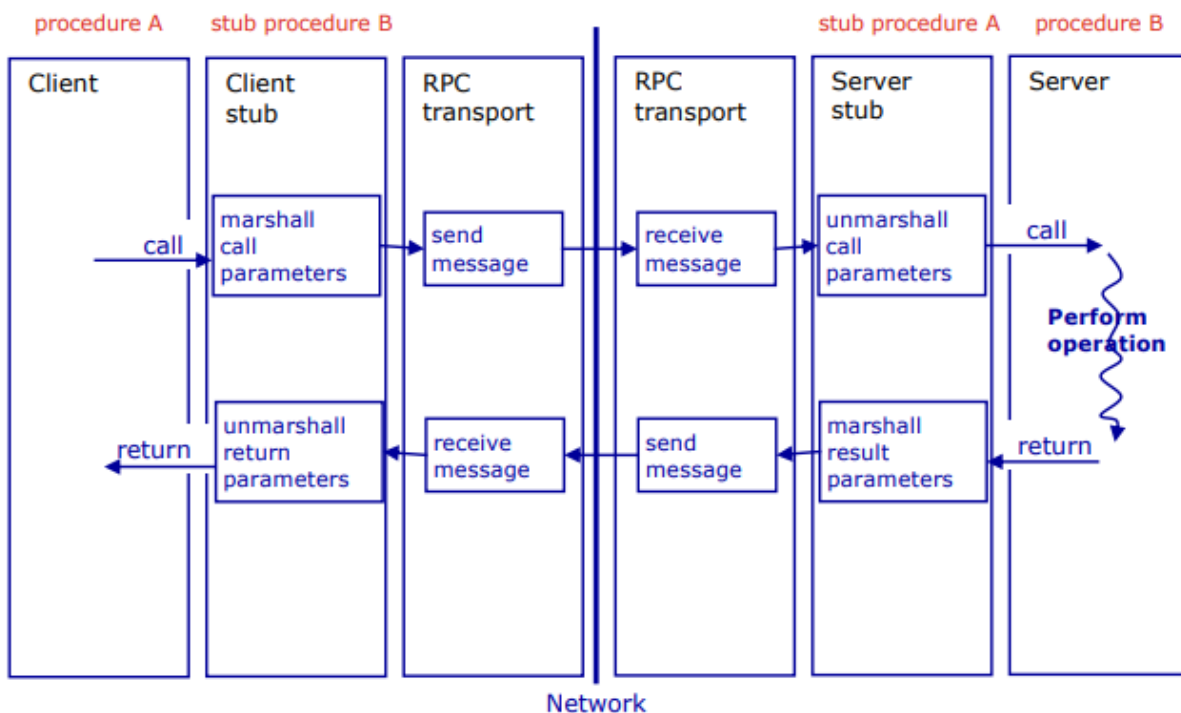 procedure A
stub procedure B
stub procedure A
procedure B
Client
Client
stub
RPC
transport
RPC
transport
Server
stub
Server
call
marshall
call
parameters
send
message
receive
message
unmarshall
call
parameters
call
Perform
operation
return
unmarshall
return
parameters
receive
message
send
message
marshall
result
parameters
return
Network